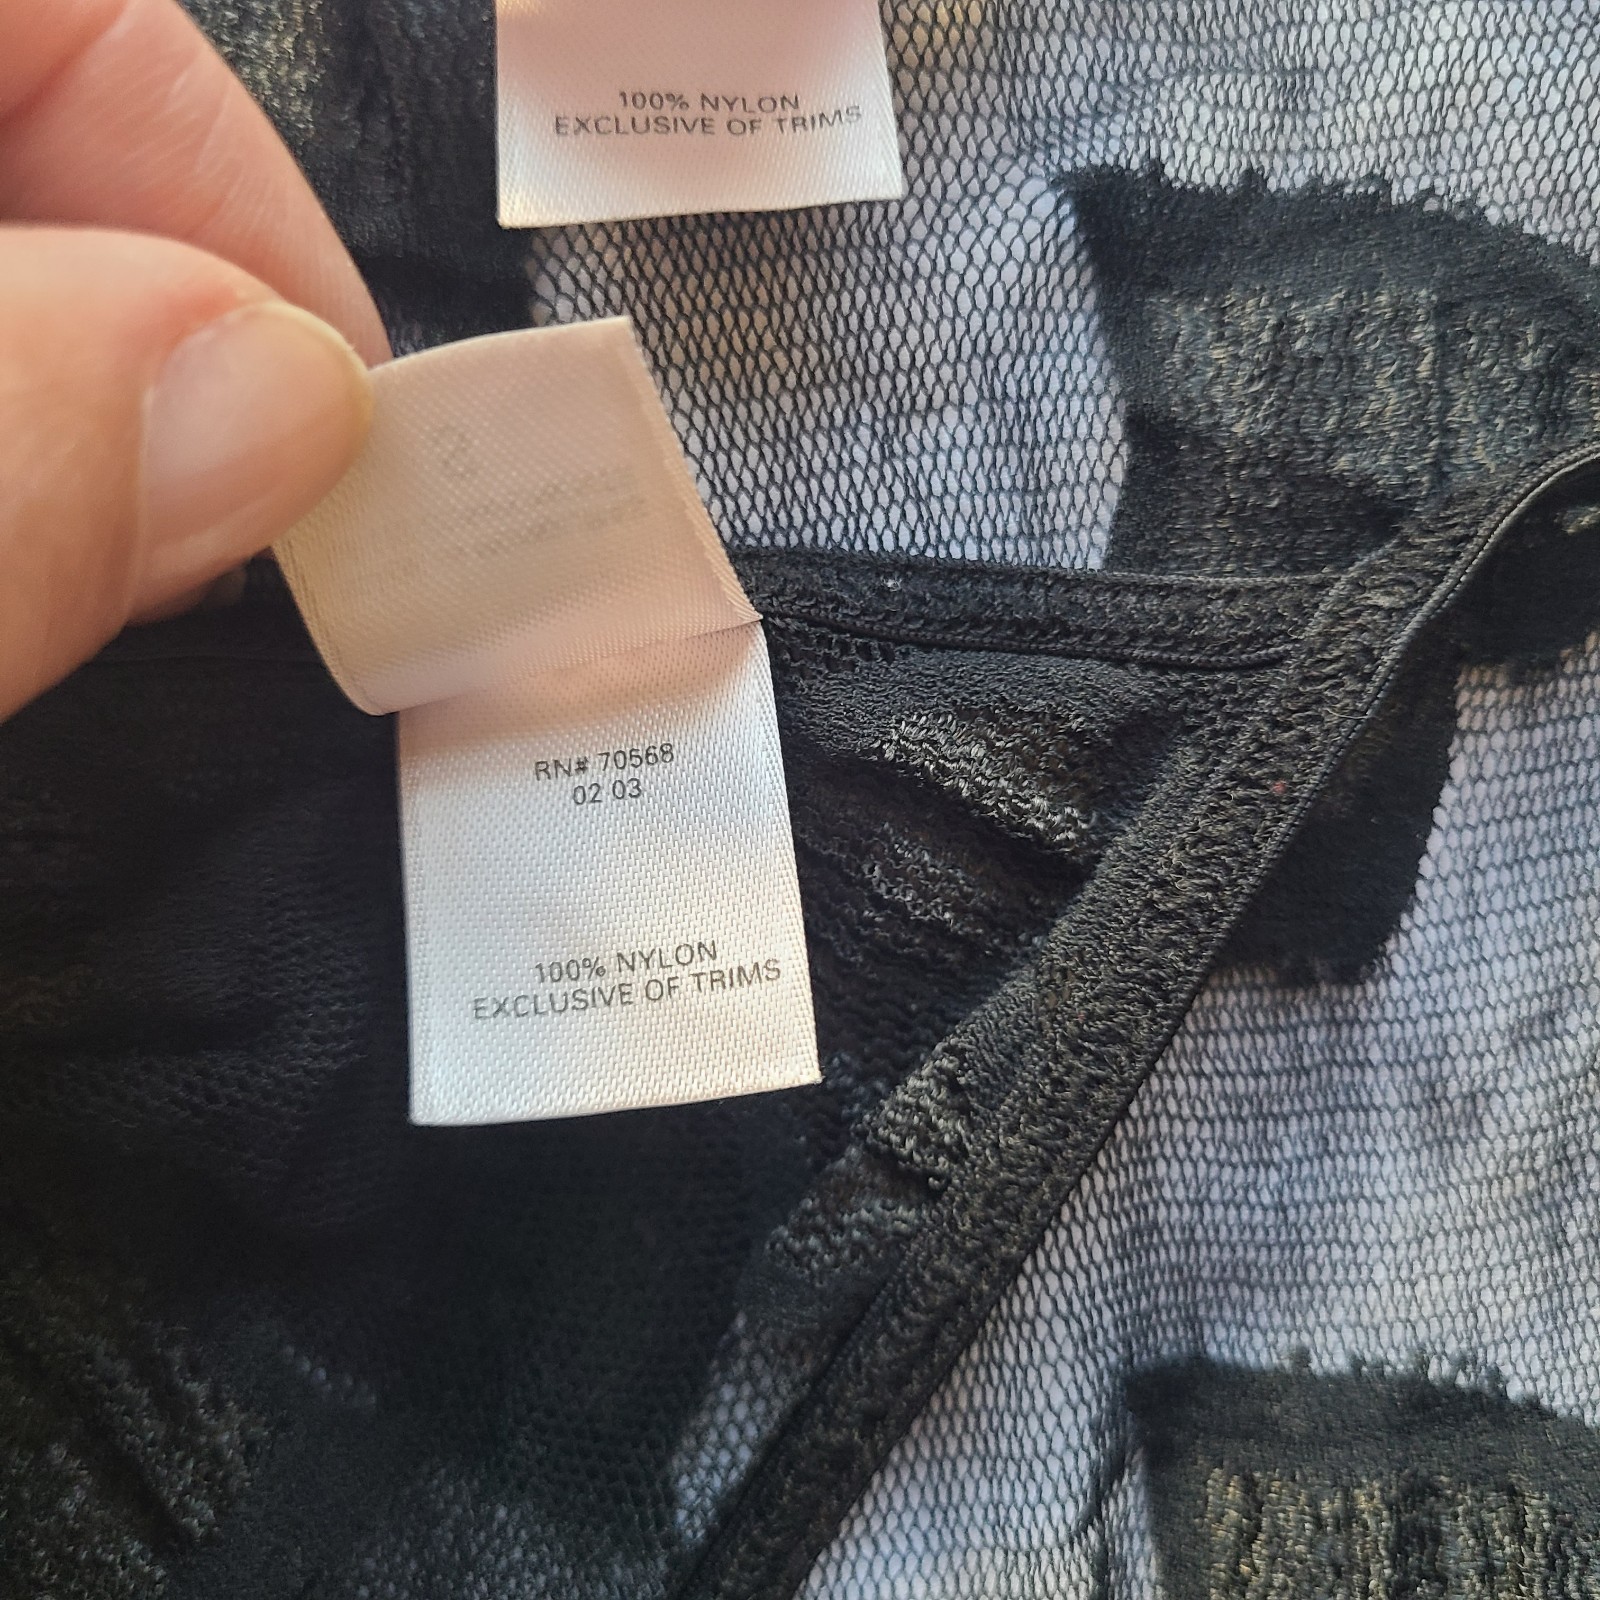 100% NYLON
EXCLUSIVE OF TRIMS
RN# 70568
02 03
100% NYLON
EXCLUSIVE OF TRIMS